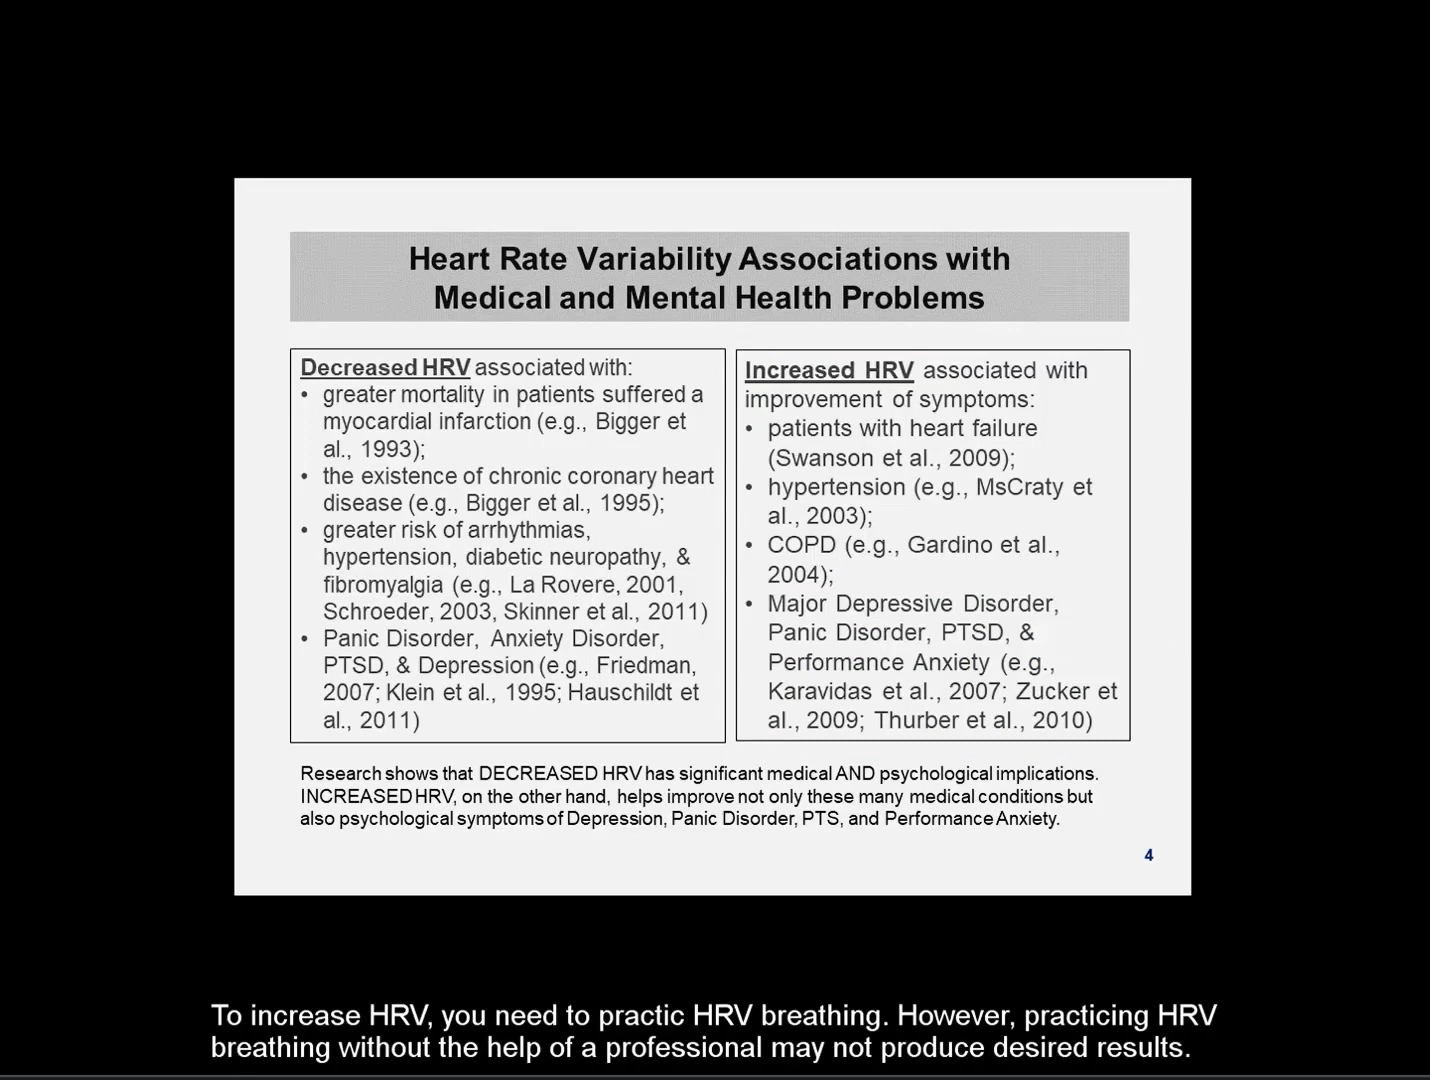 Heart Rate Variability Associations with
Medical and Mental Health Problems
Decreased HRV associated with:
• greater mortality in patients suffered a
myocardial infarction (e.g., Bigger et
al., 1993);
• the existence of chronic coronary heart
disease (e.g., Bigger et al., 1995);
• greater risk of arrhythmias,
hypertension, diabetic neuropathy, &
fibromyalgia (e.g., La Rovere, 2001,
Schroeder, 2003, Skinner et al., 2011)
• Panic Disorder, Anxiety Disorder,
PTSD, & Depression (e.g., Friedman,
2007; Klein et al., 1995; Hauschildt et
al., 2011)
Increased HRV associated with
improvement of symptoms:
• patients with heart failure
(Swanson et al., 2009);
• hypertension (e.g., MsCraty et
al., 2003);
• COPD (e.g., Gardino et al.,
2004);
• Major Depressive Disorder,
Panic Disorder, PTSD, &
Performance Anxiety (e.g.,
Karavidas et al., 2007; Zucker et
al., 2009; Thurber et al., 2010)
Research shows that DECREASED HRV has significant medical AND psychological implications.
INCREASED HRV, on the other hand, helps improve not only these many medical conditions but
also psychological symptoms of Depression, Panic Disorder, PTS, and Performance Anxiety.
4
To increase HRV, you need to practic HRV breathing. However, practicing HRV
breathing without the help of a professional may not produce desired results.